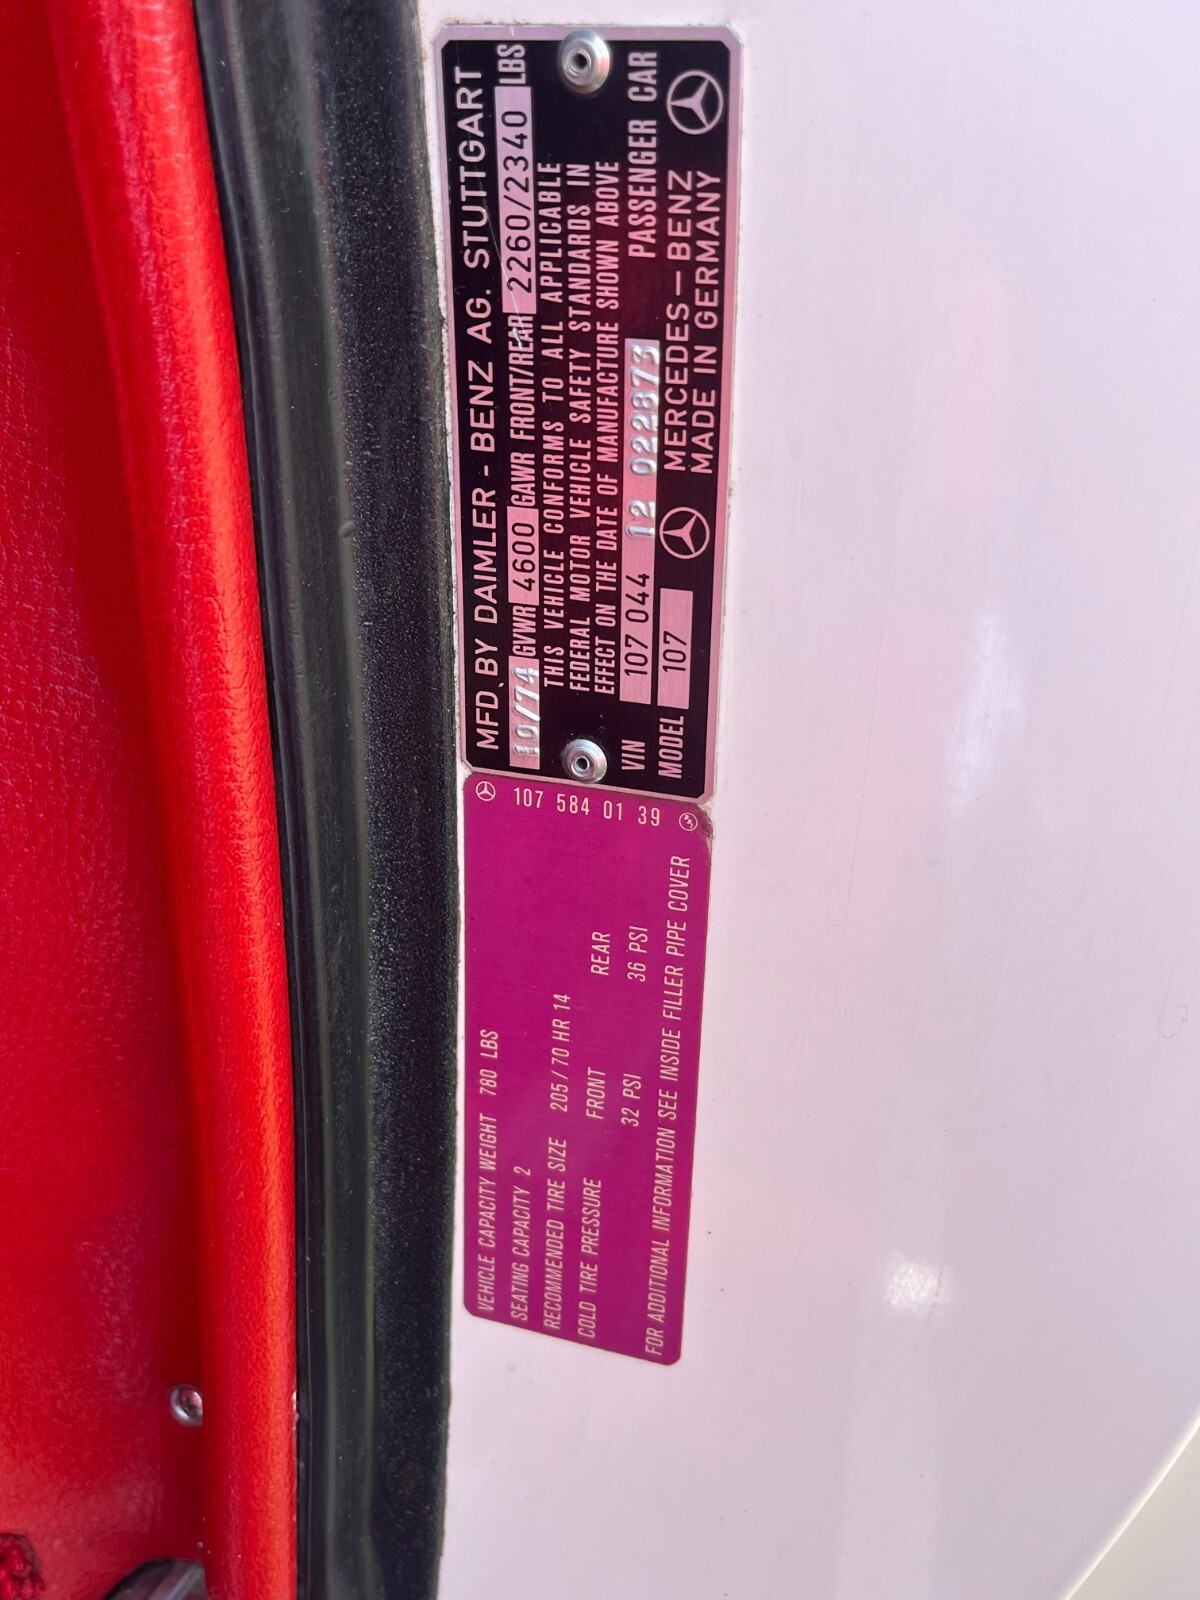 MFD BY DAIMLER - BENZ AG. STUTTGART
10/74 GVWR 4600 GAWR FRONT/REAR 2260/2340 LBS
THIS VEHICLE CONFORMS TO ALL APPLICABLE
FEDERAL MOTOR VEHICLE SAFETY STANDARDS IN
EFFECT ON THE DATE OF MANUFACTURE SHOWN ABOVE
VIN 107 044 12 022873 PASSENGER CAR
MODEL 107 MERCEDES-BENZ
MADE IN GERMANY
107 584 01 39
VEHICLE CAPACITY WEIGHT 780 LBS
SEATING CAPACITY 2
RECOMMENDED TIRE SIZE 205/70 HR 14
COLD TIRE PRESSURE FRONT REAR
32 PSI 36 PSI
FOR ADDITIONAL INFORMATION SEE INSIDE FILLER PIPE COVER